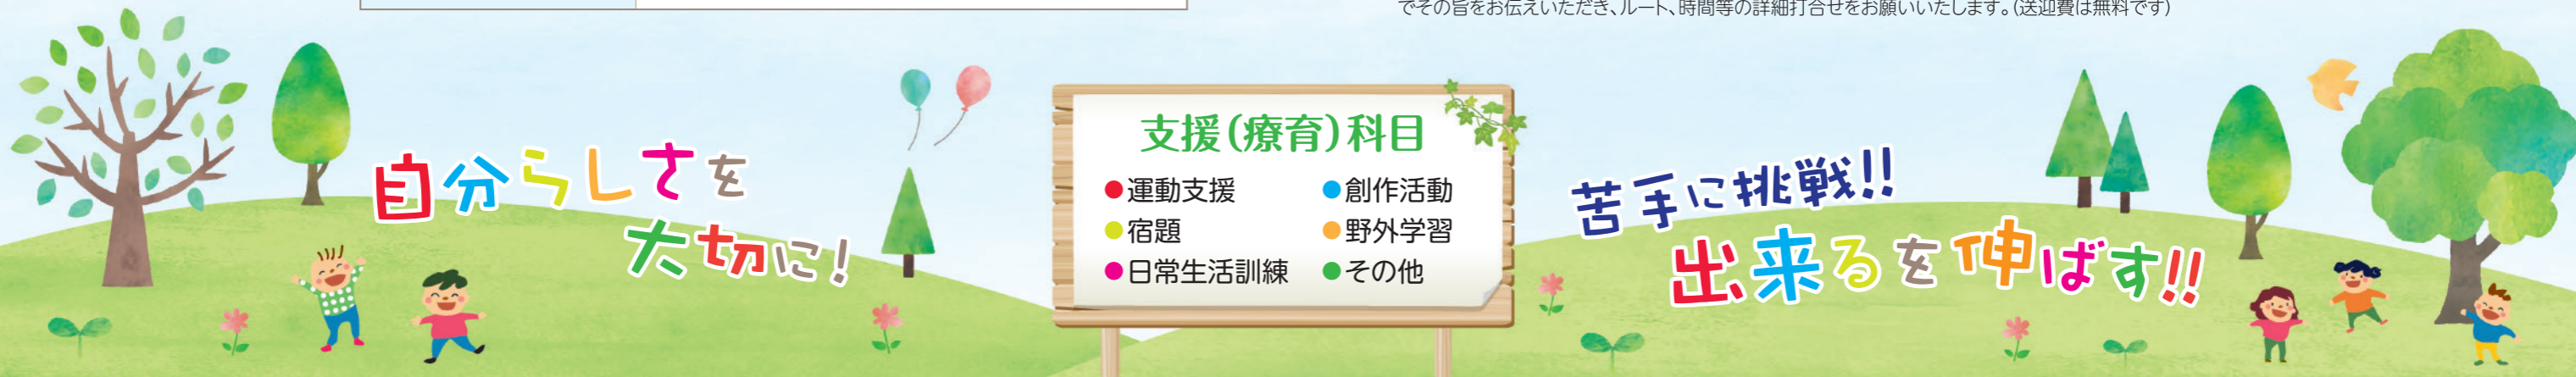 でその旨をお伝えいただき、ルート、時間等の詳細打合せをお願いいたします。(送迎費は無料です)
自分らしさを
大切に!
支援(療育)科目
●運動支援
●創作活動
●宿題
●野外学習
●日常生活訓練
●その他
苦手に挑戦!!
出来るを伸ばす!!